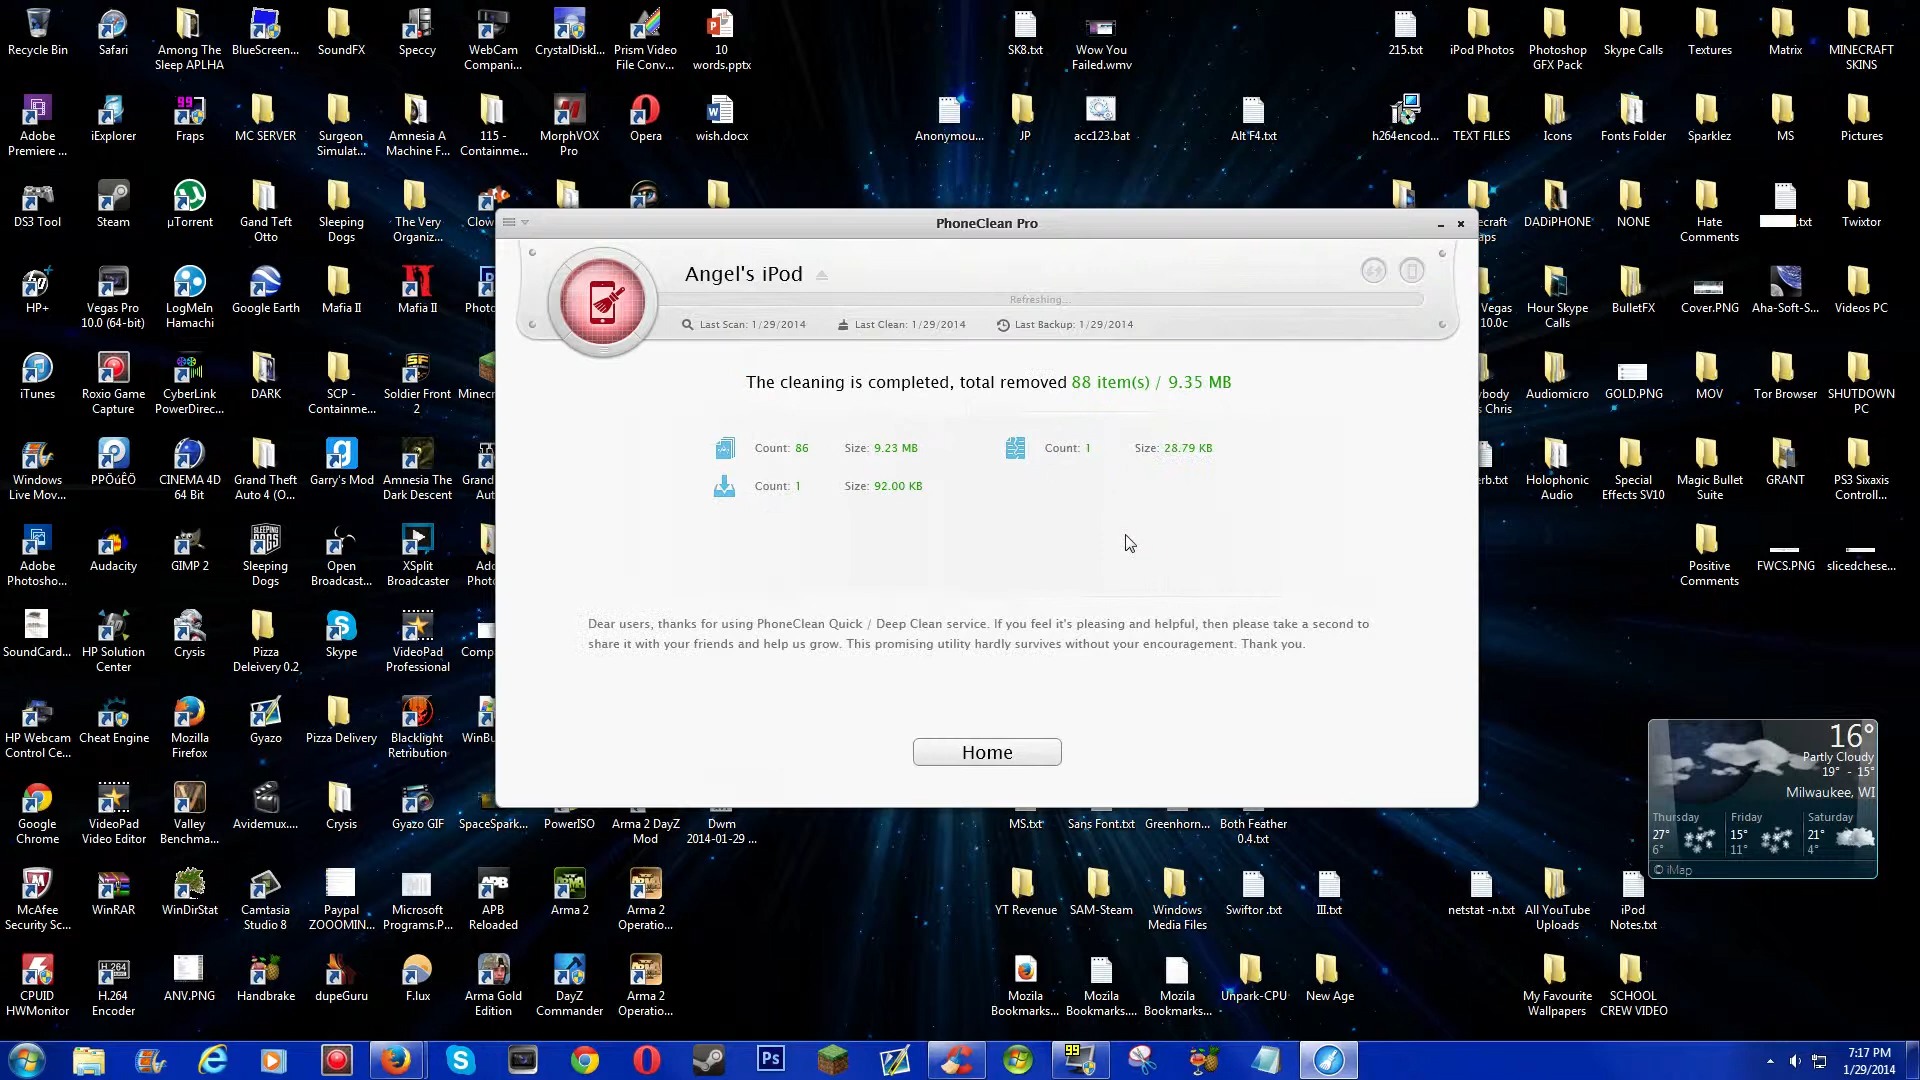 Recycle Bin
Safari
Among The
Sleep APLHA
BlueScreen...
SoundFX
Speccy
WebCam
Compani...
CrystalDiskI...
Prism Video
File Conv...
10
words.pptx
SK8.txt
Wow You
Failed.wmv
215.txt
iPod Photos
Photoshop
GFX Pack
Skype Calls
Textures
Matrix
MINECRAFT
SKINS
Adobe
Premiere ...
iExplorer
Fraps
MC SERVER
Surgeon
Simulat...
Amnesia A
Machine F...
115 -
Containme...
MorphVOX
Pro
Opera
wish.docx
Anonymou...
JP
acc123.bat
Alt F4.txt
h264encod...
TEXT FILES
Icons
Fonts Folder
Sparklez
MS
Pictures
DS3 Tool
Steam
µTorrent
Gand Teft
Otto
Sleeping
Dogs
The Very
Organiz...
Clow
DADiPHONE
NONE
Hate
Comments
.txt
Twixtor
PhoneClean Pro
Angel's iPod
Refreshing...
Last Scan: 1/29/2014
Last Clean: 1/29/2014
Last Backup: 1/29/2014
The cleaning is completed, total removed 88 item(s) / 9.35 MB
Count: 86 Size: 9.23 MB
Count: 1 Size: 28.79 KB
Count: 1 Size: 92.00 KB
Dear users, thanks for using PhoneClean Quick / Deep Clean service. If you feel it's pleasing and helpful, then please take a second to
share it with your friends and help us grow. This promising utility hardly survives without your encouragement. Thank you.
Home
HP+
Vegas Pro
10.0 (64-bit)
LogMeIn
Hamachi
Google Earth
Mafia II
Mafia II
Photo
Vegas
10.0c
Hour Skype
Calls
BulletFX
Cover.PNG
Aha-Soft-S...
Videos PC
iTunes
Roxio Game
Capture
CyberLink
PowerDirec...
DARK
SCP -
Containme...
Soldier Front
2
Minec
Audiomicro
GOLD.PNG
MOV
Tor Browser
SHUTDOWN
PC
Windows
Live Mov...
PPÖúÊÖ
CINEMA 4D
64 Bit
Grand Theft
Auto 4 (O...
Garry's Mod
Amnesia The
Dark Descent
Holophonic
Audio
Special
Effects SV10
Magic Bullet
Suite
GRANT
PS3 Sixaxis
Controll...
Adobe
Photosho...
Audacity
GIMP 2
Sleeping
Dogs
Open
Broadcast...
XSplit
Broadcaster
Positive
Comments
FWCS.PNG
slicedchese...
SoundCard...
HP Solution
Center
Crysis
Pizza
Deleivery 0.2
Skype
VideoPad
Professional
HP Webcam
Control Ce...
Cheat Engine
Mozilla
Firefox
Gyazo
Pizza Delivery
Blacklight
Retribution
16°
Partly Cloudy
19° - 15°
Milwaukee, WI
Thursday
27°
6°
Friday
15°
11°
Saturday
21°
4°
© iMap
Google
Chrome
VideoPad
Video Editor
Valley
Benchma...
Avidemux....
Crysis
Gyazo GIF
SpaceSpark...
PowerISO
Arma 2 DayZ
Mod
Dwm
2014-01-29 ...
MS.txt
Sans Font.txt
Greenhorn...
Both Feather
0.4.txt
McAfee
Security Sc...
WinRAR
WinDirStat
Camtasia
Studio 8
Paypal
ZOOOMIN...
Microsoft
Programs.P...
APB
Reloaded
Arma 2
Arma 2
Operatio...
YT Revenue
SAM-Steam
Windows
Media Files
Swiftor .txt
III.txt
netstat -n.txt
All YouTube
Uploads
iPod
Notes.txt
CPUID
HWMonitor
H.264
Encoder
ANV.PNG
Handbrake
dupeGuru
F.lux
Arma Gold
Edition
DayZ
Commander
Arma 2
Operatio...
Mozila
Bookmarks...
Mozila
Bookmarks....
Mozila
Bookmarks...
Unpark-CPU
New Age
My Favourite
Wallpapers
SCHOOL
CREW VIDEO
7:17 PM
1/29/2014